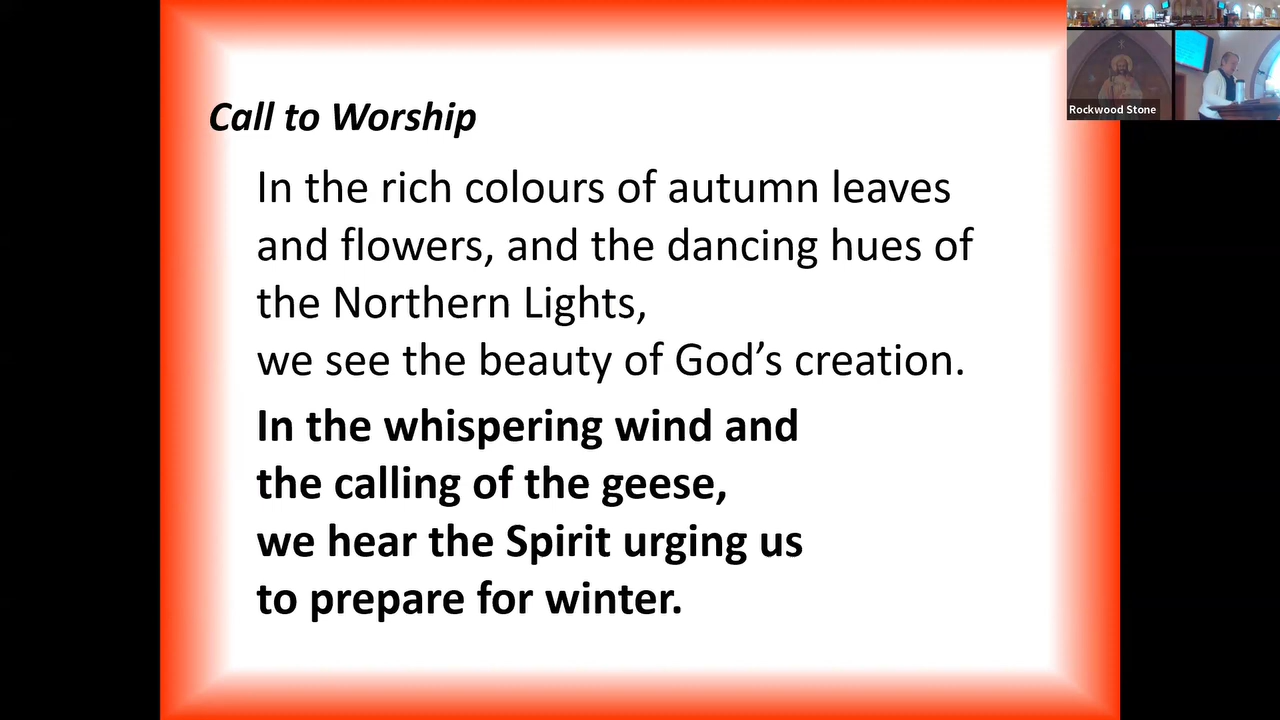 Call to Worship
In the rich colours of autumn leaves
and flowers, and the dancing hues of
the Northern Lights,
we see the beauty of God’s creation.
In the whispering wind and
the calling of the geese,
we hear the Spirit urging us
to prepare for winter.
Rockwood Stone